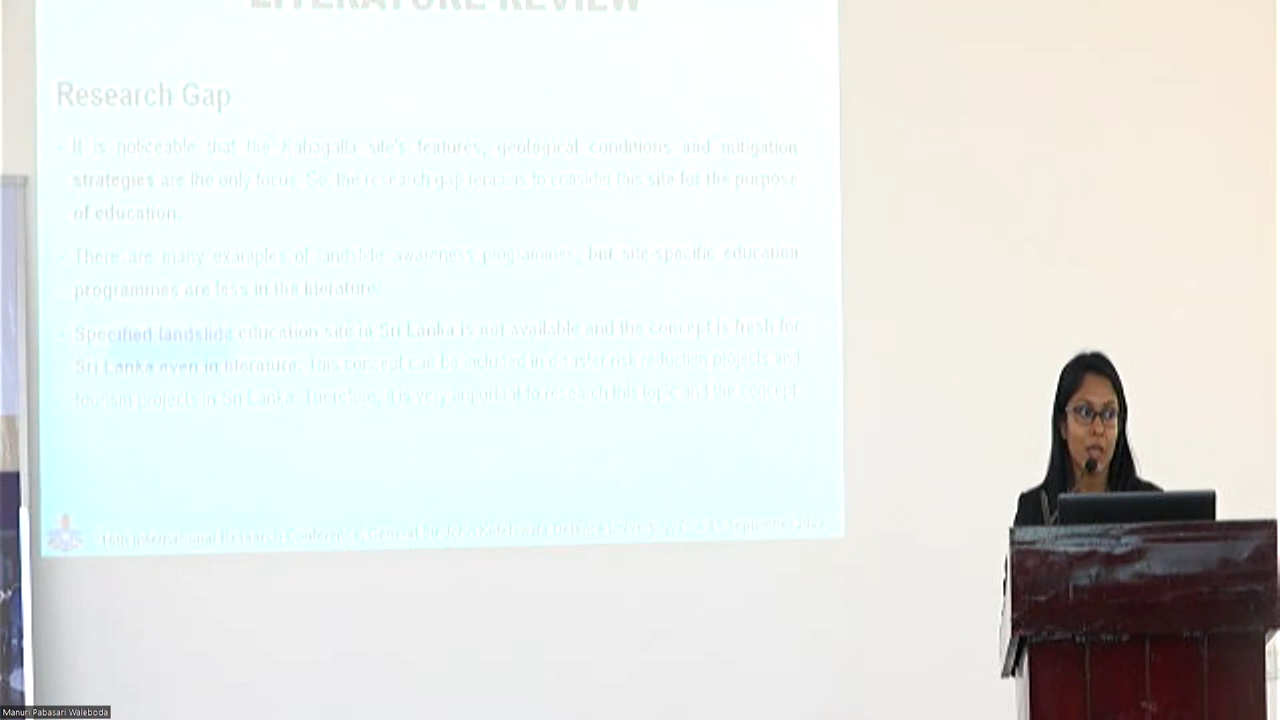 LITERATURE REVIEW
Research Gap
- It is noticeable that the Kahagalla site's features, geological conditions and mitigation
strategies are the only focus. So, the research gap remains to consider this site for the purpose
of education.
- There are many examples of landslide awareness programmes, but site-specific education
programmes are less in the literature.
- Specified landslide education site in Sri Lanka is not available and the concept is fresh for
Sri Lanka even in literature. This concept can be included in disaster risk reduction projects and
tourism projects in Sri Lanka. Therefore, it is very important to research this topic and the concept.
16th International Research Conference, General Sir John Kotelawala Defence University, September
Manuri Pabasari Waleboda